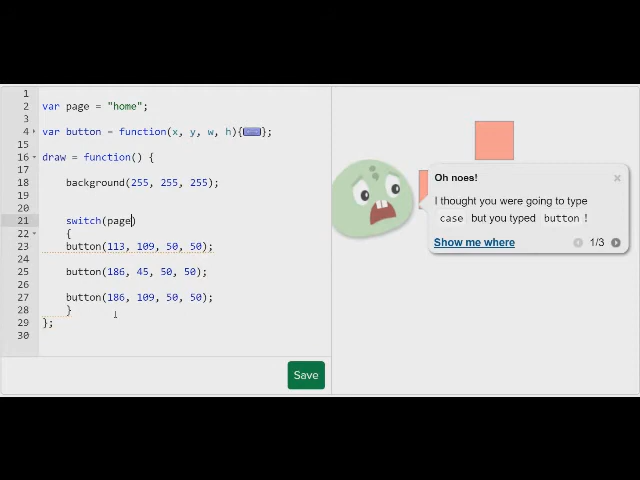 1
2 var page = "home";
3
4 var button = function(x, y, w, h){ };
15
16 draw = function() {
17
18 background(255, 255, 255);
19
20
21 switch(page)
22 {
23 button(113, 109, 50, 50);
24
25 button(186, 45, 50, 50);
26
27 button(186, 109, 50, 50);
28 }
29 };
30
Save
Oh noes!
I thought you were going to type
case but you typed button !
Show me where
1/3